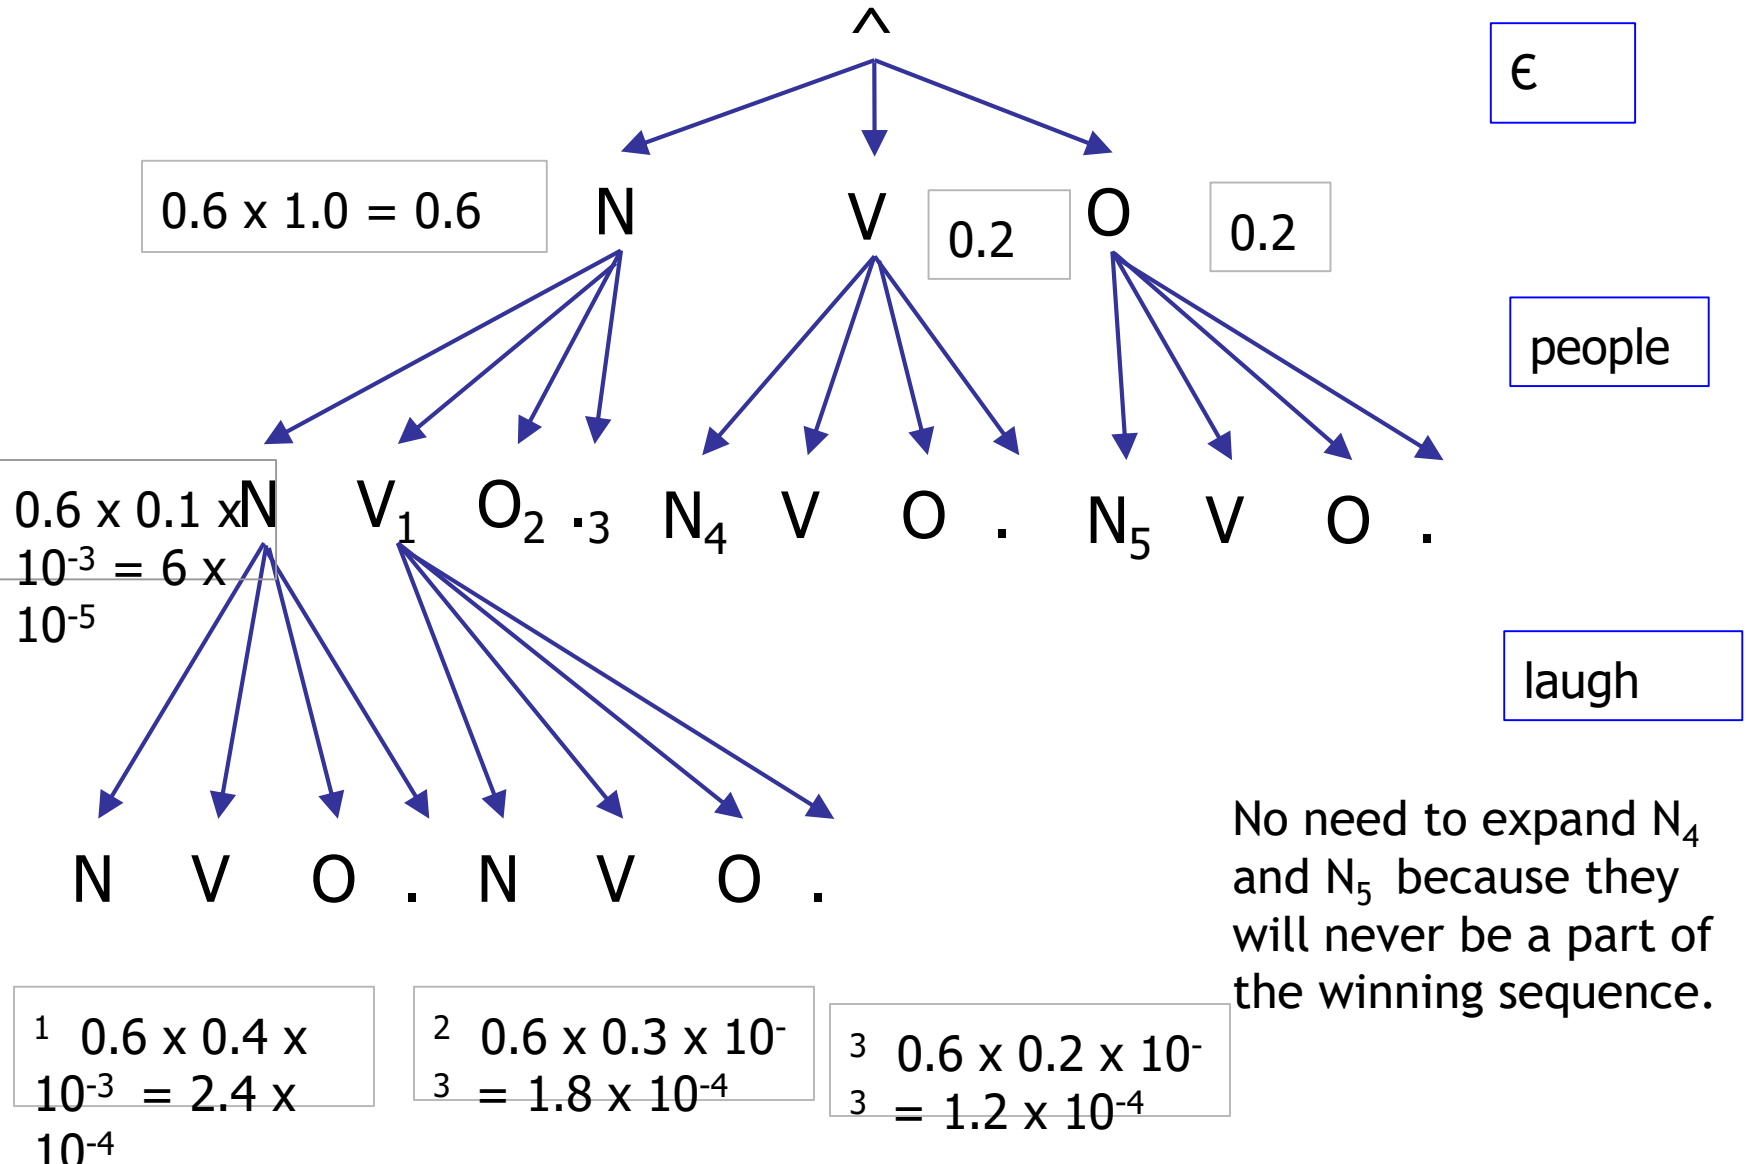 ^
є
0.6 x 1.0 = 0.6
N V 0.2 O 0.2
people
0.6 x 0.1 x
10⁻³ = 6 x
10⁻⁵
N V₁ O₂ .₃ N₄ V O . N₅ V O .
laugh
N V O . N V O .
No need to expand N₄
and N₅ because they
will never be a part of
the winning sequence.
¹ 0.6 x 0.4 x
10⁻³ = 2.4 x
10⁻⁴
² 0.6 x 0.3 x 10⁻
³ = 1.8 x 10⁻⁴
³ 0.6 x 0.2 x 10⁻
³ = 1.2 x 10⁻⁴